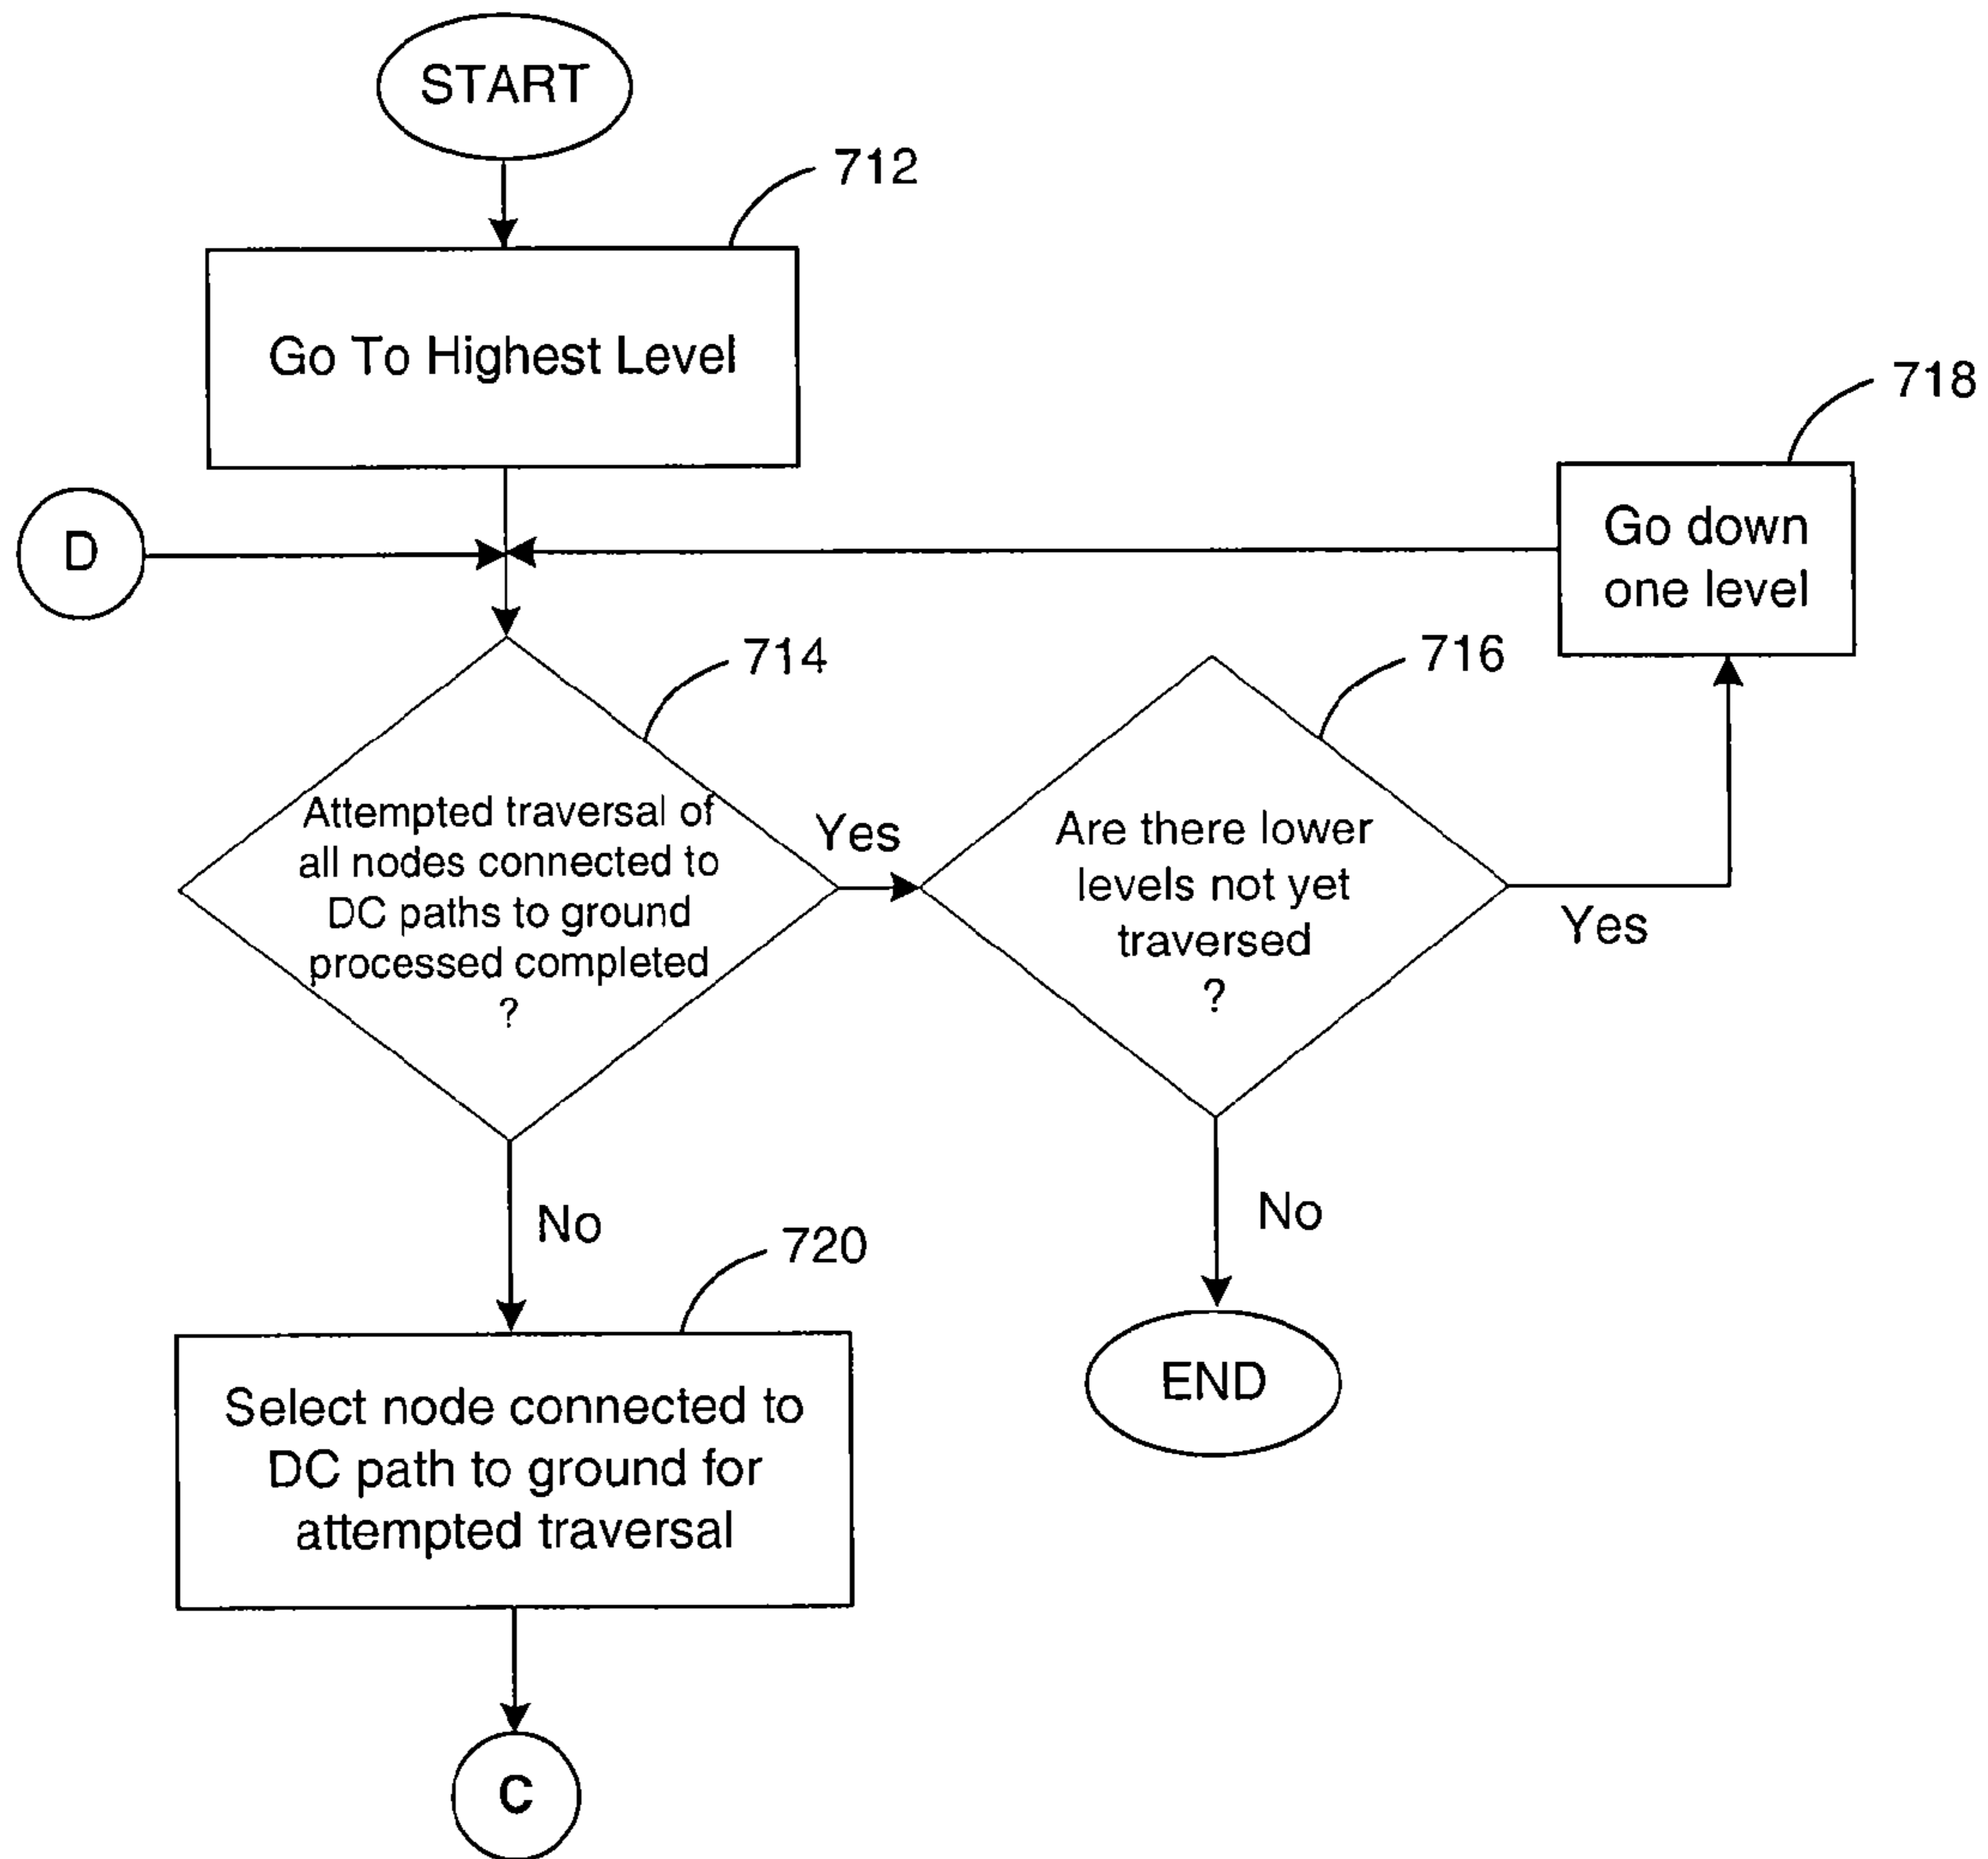 START
712
Go To Highest Level
718
Go down
one level
D
714
716
Attempted traversal of
all nodes connected to
DC paths to ground
processed completed
?
Yes
Are there lower
levels not yet
traversed
?
Yes
No
No
720
Select node connected to
DC path to ground for
attempted traversal
END
C